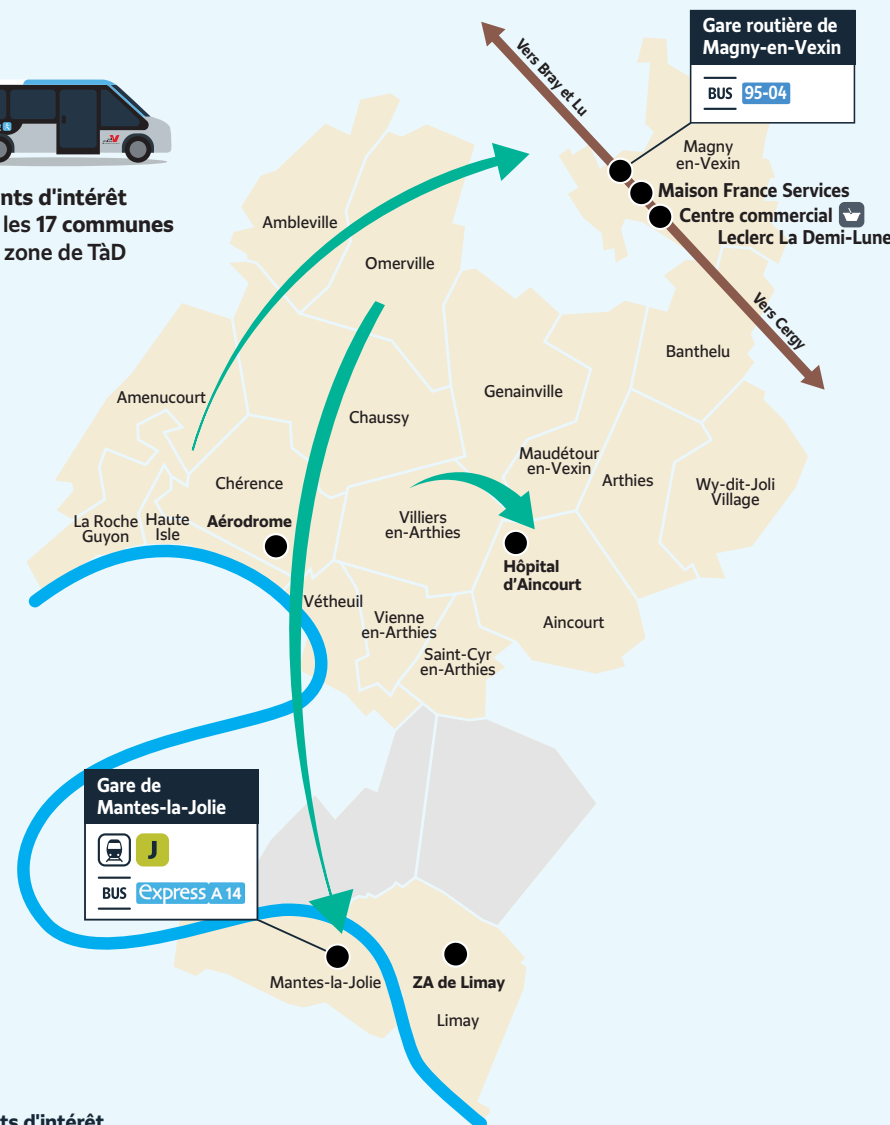 Gare routière de
Magny-en-Vexin
BUS 95-04
Vers Bray et Lu
Magny
en-Vexin
Maison France Services
Centre commercial
Leclerc La Demi-Lune
Vers Cergy
nts d'intérêt
les 17 communes
zone de TàD
Ambleville
Omerville
Banthelu
Amenucourt
Genainville
Chaussy
Maudétour
en-Vexin
Arthies
Wy-dit-Joli
Village
Chérence
La Roche
Guyon
Haute
Isle
Aérodrome
Villiers
en-Arthies
Hôpital
d'Aincourt
Vétheuil
Vienne
en-Arthies
Aincourt
Saint-Cyr
en-Arthies
Gare de
Mantes-la-Jolie
J
BUS express A 14
Mantes-la-Jolie
ZA de Limay
Limay
ts d'intérêt